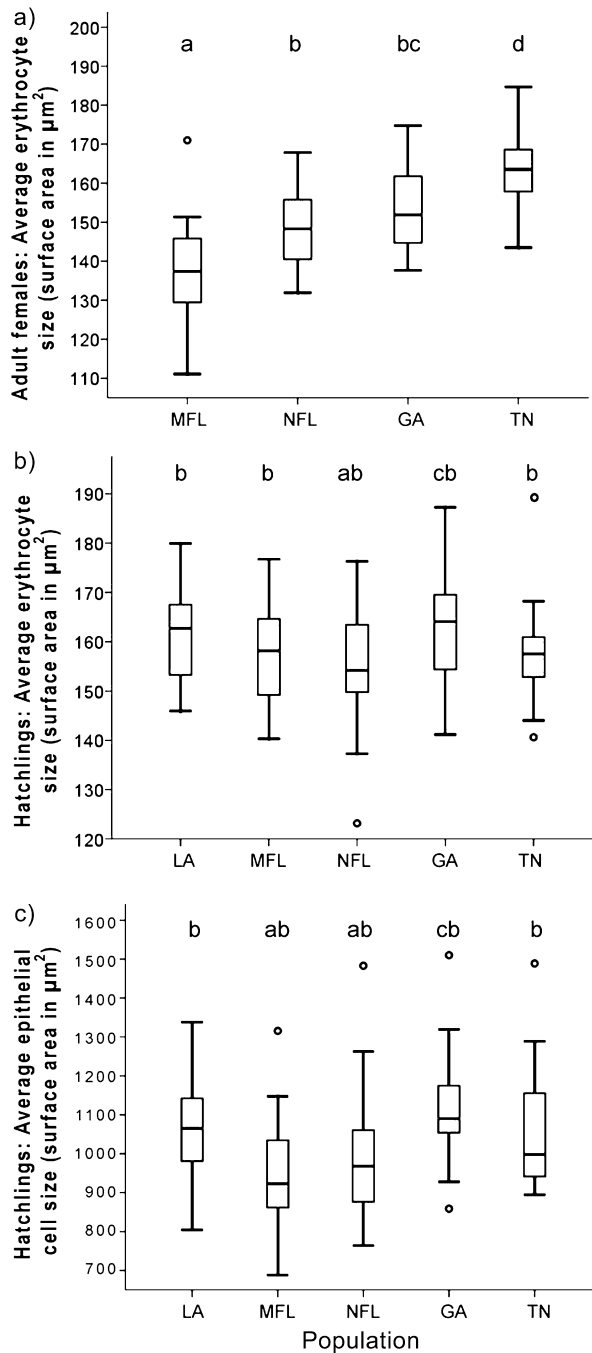 a)
Adult females: Average erythrocyte
size (surface area in µm²)
200
190
180
170
160
150
140
130
120
110
a b bc d
MFL NFL GA TN
b)
Hatchlings: Average erythrocyte
size (surface area in µm²)
190
180
170
160
150
140
130
120
b b ab cb b
LA MFL NFL GA TN
c)
Hatchlings: Average epithelial
cell size (surface area in µm²)
1600
1500
1400
1300
1200
1100
1000
900
800
700
b ab ab cb b
LA MFL NFL GA TN
Population